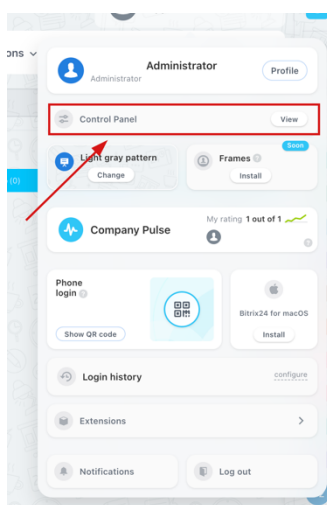 ons
Administrator
Administrator
Profile
Control Panel
View
Soon
Light gray pattern
Frames
Change
Install
(0)
Company Pulse
My rating 1 out of 1
Phone
login
Bitrix24 for macOS
Show QR code
Install
Login history
configure
Extensions
Notifications
Log out